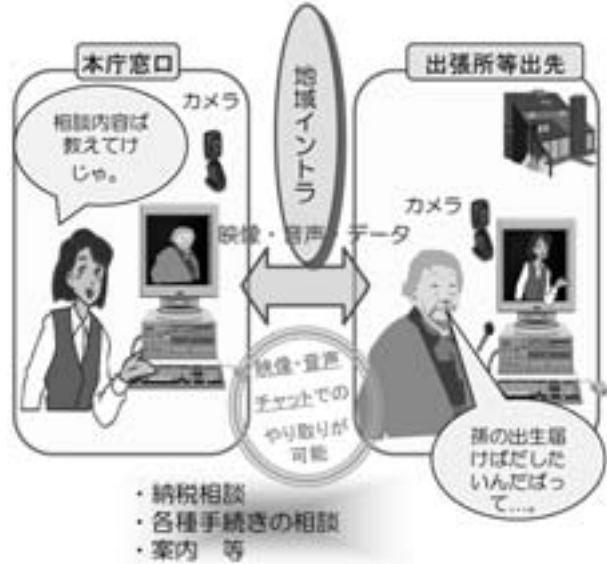 本庁窓口
出張所等出先
地域イントラ
カメラ
相談内容ば
教えてけ
じゃ。
カメラ
映像・音声・データ
映像・音声
チャットでの
やり取りが
可能
孫の出生届
けばだした
いんだばっ
て…。
・納税相談
・各種手続きの相談
・案内　等